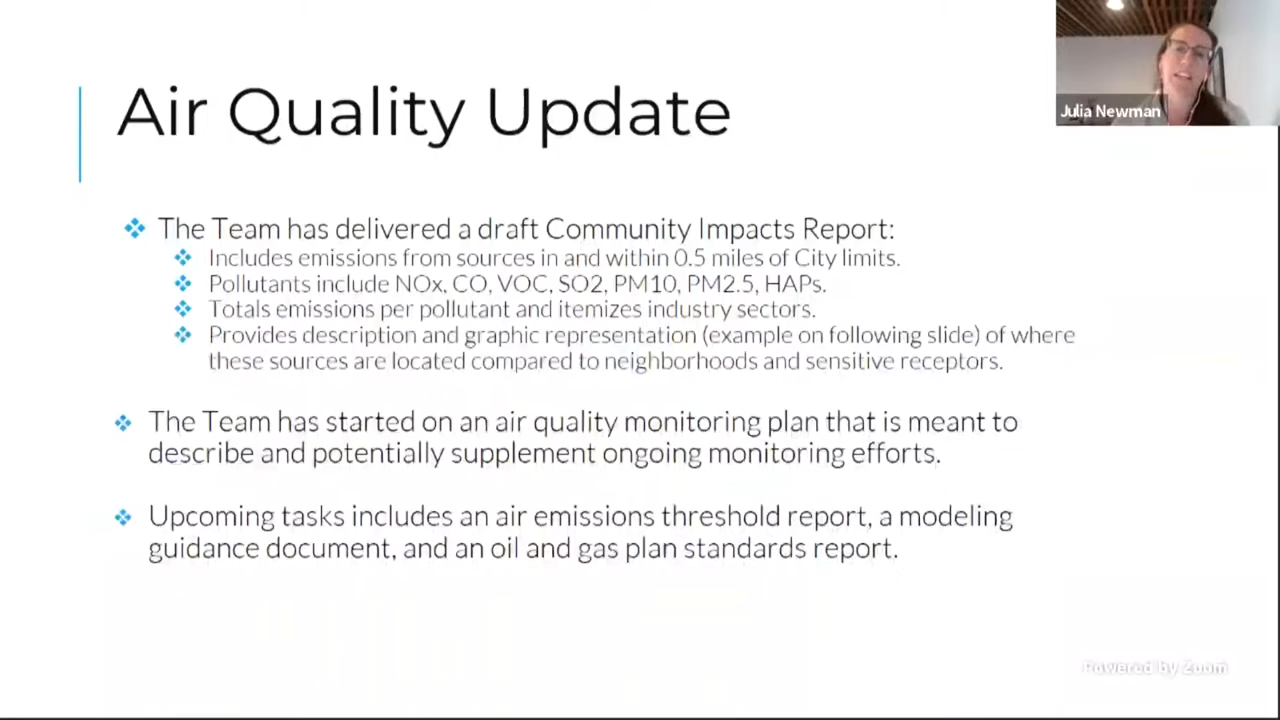 Air Quality Update
Julia Newman
The Team has delivered a draft Community Impacts Report:
Includes emissions from sources in and within 0.5 miles of City limits.
Pollutants include NOx, CO, VOC, SO2, PM10, PM2.5, HAPs.
Totals emissions per pollutant and itemizes industry sectors.
Provides description and graphic representation (example on following slide) of where
these sources are located compared to neighborhoods and sensitive receptors.
The Team has started on an air quality monitoring plan that is meant to
describe and potentially supplement ongoing monitoring efforts.
Upcoming tasks includes an air emissions threshold report, a modeling
guidance document, and an oil and gas plan standards report.
Powered by Zoom